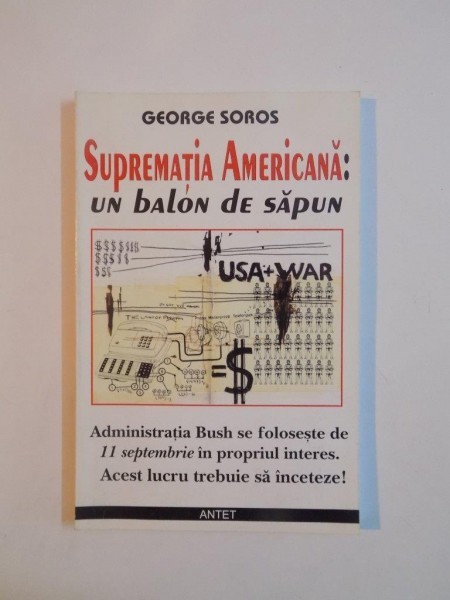 GEORGE SOROS
SUPREMAȚIA AMERICANĂ:
un balon de săpun
$$$$$$
$$$$$
$$$
USA+WAR
=$
Administrația Bush se folosește de
11 septembrie în propriul interes.
Acest lucru trebuie să înceteze!
ANTET